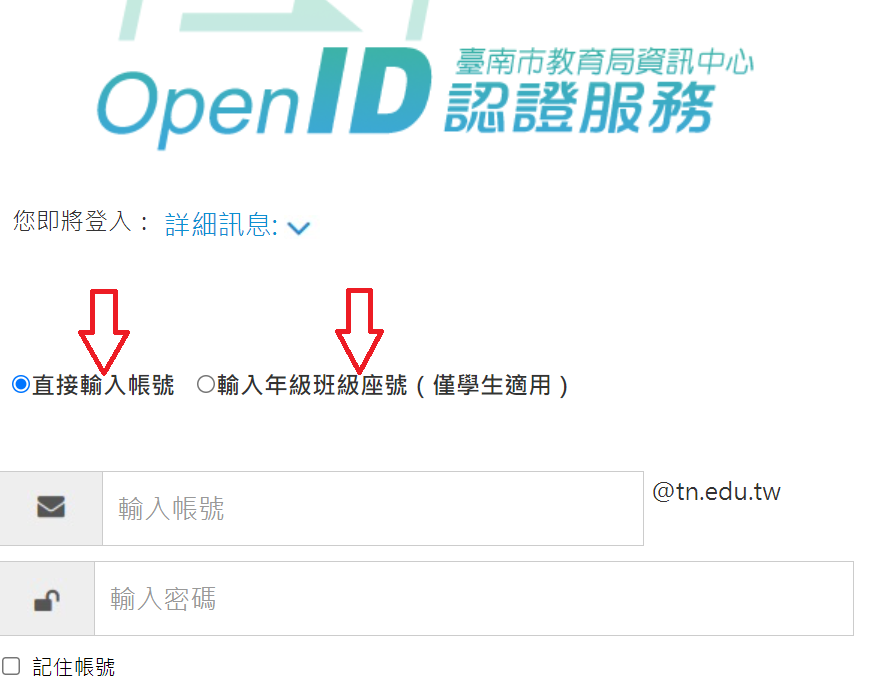 臺南市教育局資訊中心
OpenID 認證服務
您即將登入： 詳細訊息:
直接輸入帳號 輸入年級班級座號（僅學生適用）
輸入帳號 @tn.edu.tw
輸入密碼
記住帳號